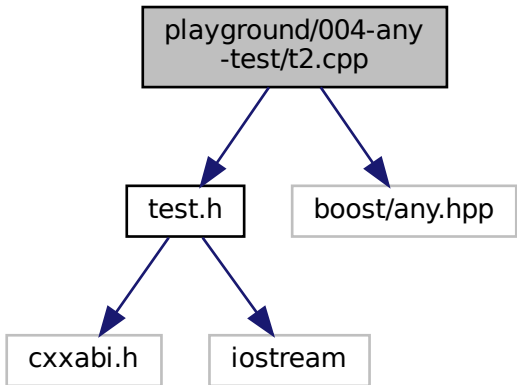 playground/004-any
-test/t2.cpp
test.h
boost/any.hpp
cxxabi.h
iostream